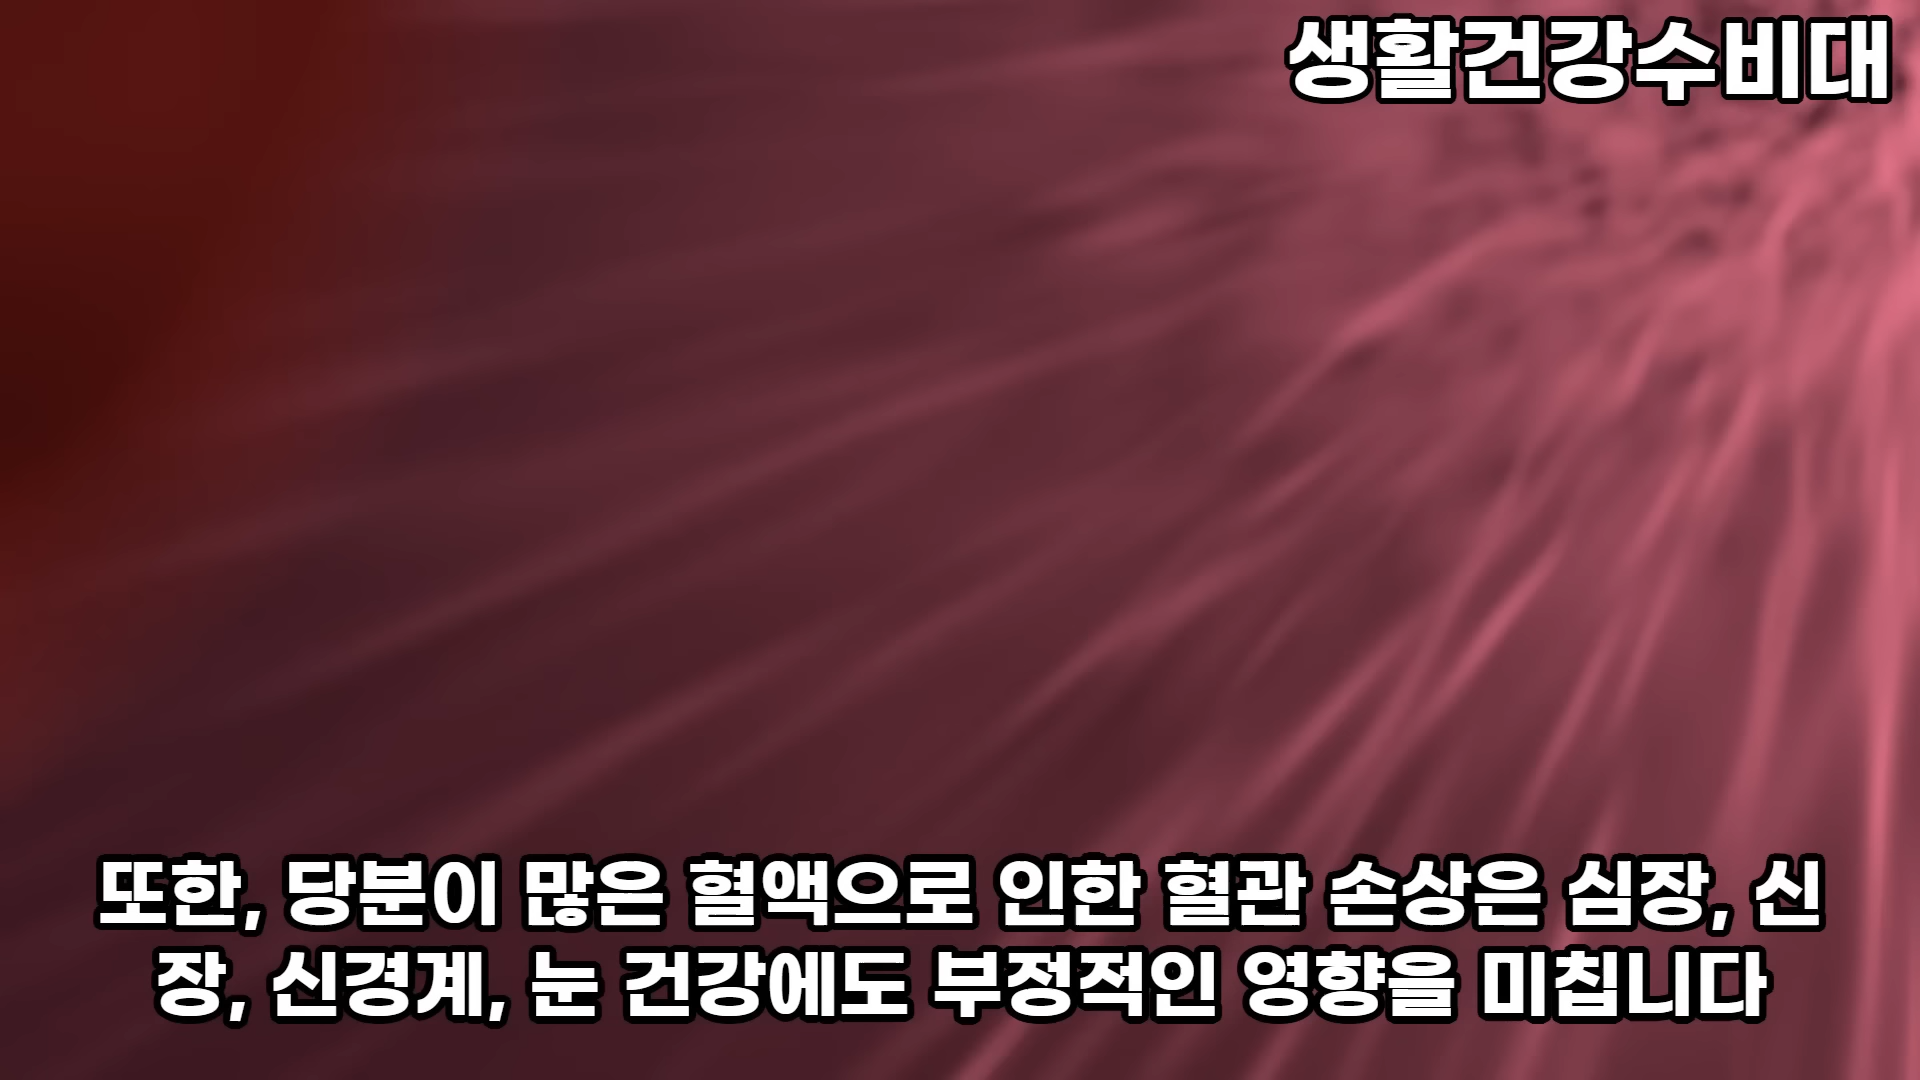 생활건강수비대
또한, 당분이 많은 혈액으로 인한 혈관 손상은 심장, 신
장, 신경계, 눈 건강에도 부정적인 영향을 미칩니다